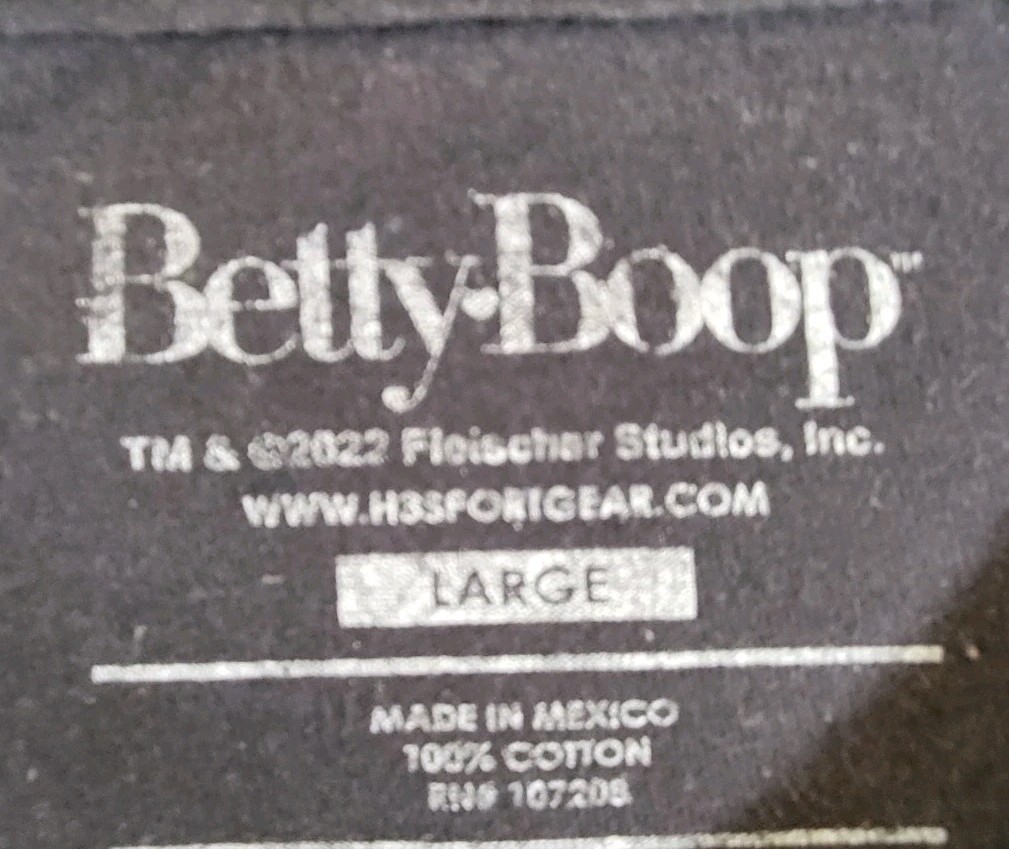 Betty·Boop™
TM & ©2022 Fleischer Studios, Inc.
WWW.H3SPORTGEAR.COM
LARGE
MADE IN MEXICO
100% COTTON
RN# 107208